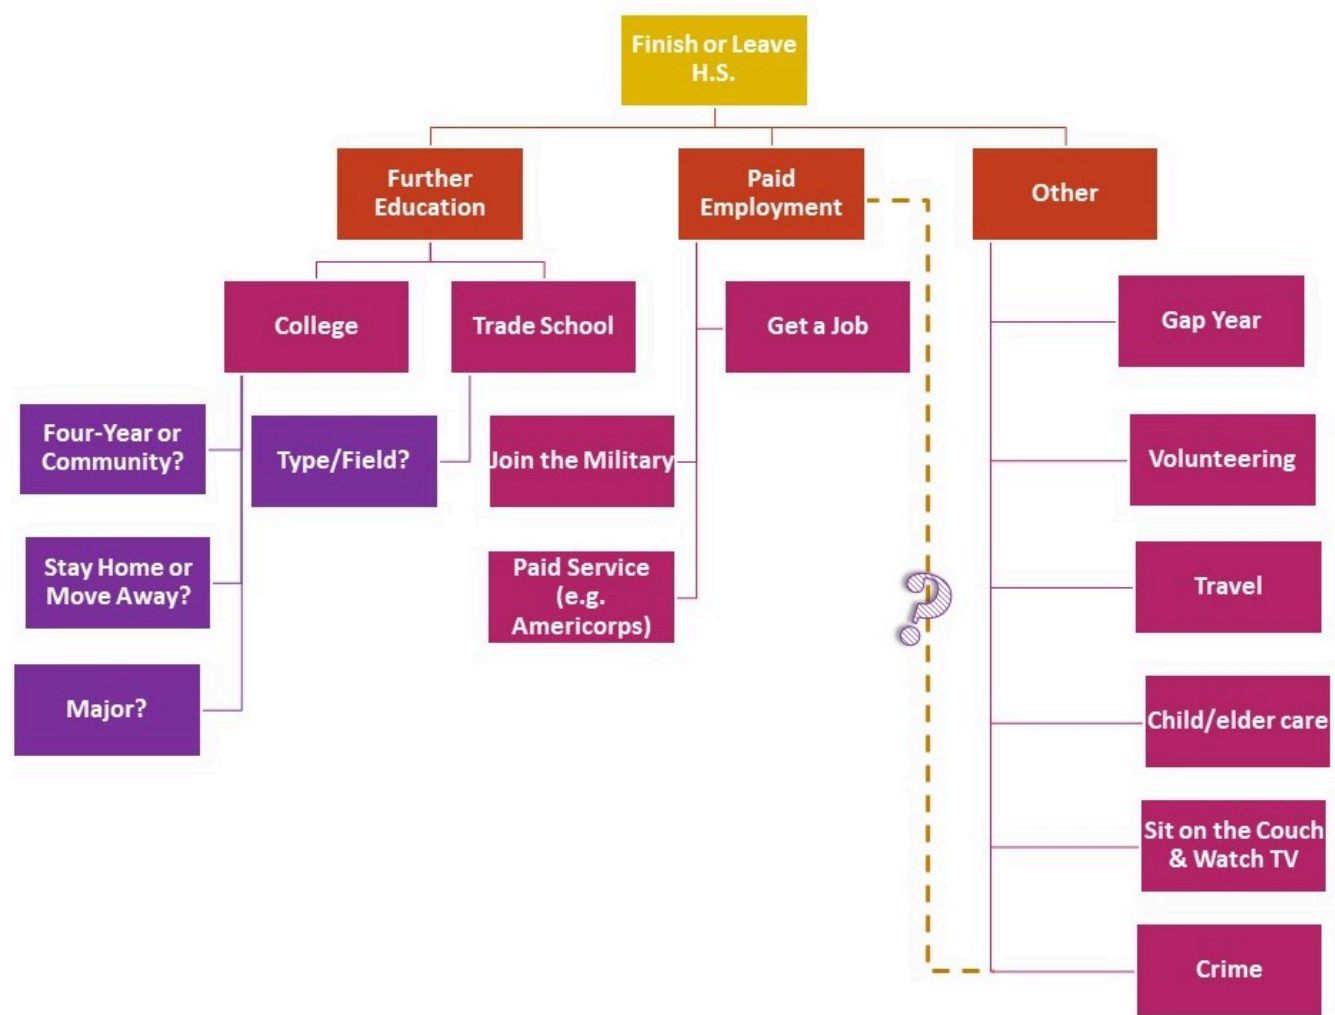 Finish or Leave
H.S.
Further
Education
Paid
Employment
Other
College
Trade School
Get a Job
Gap Year
Four-Year or
Community?
Type/Field?
Join the Military
Volunteering
Stay Home or
Move Away?
Paid Service
(e.g.
Americorps)
?
Travel
Major?
Child/elder care
Sit on the Couch
& Watch TV
Crime